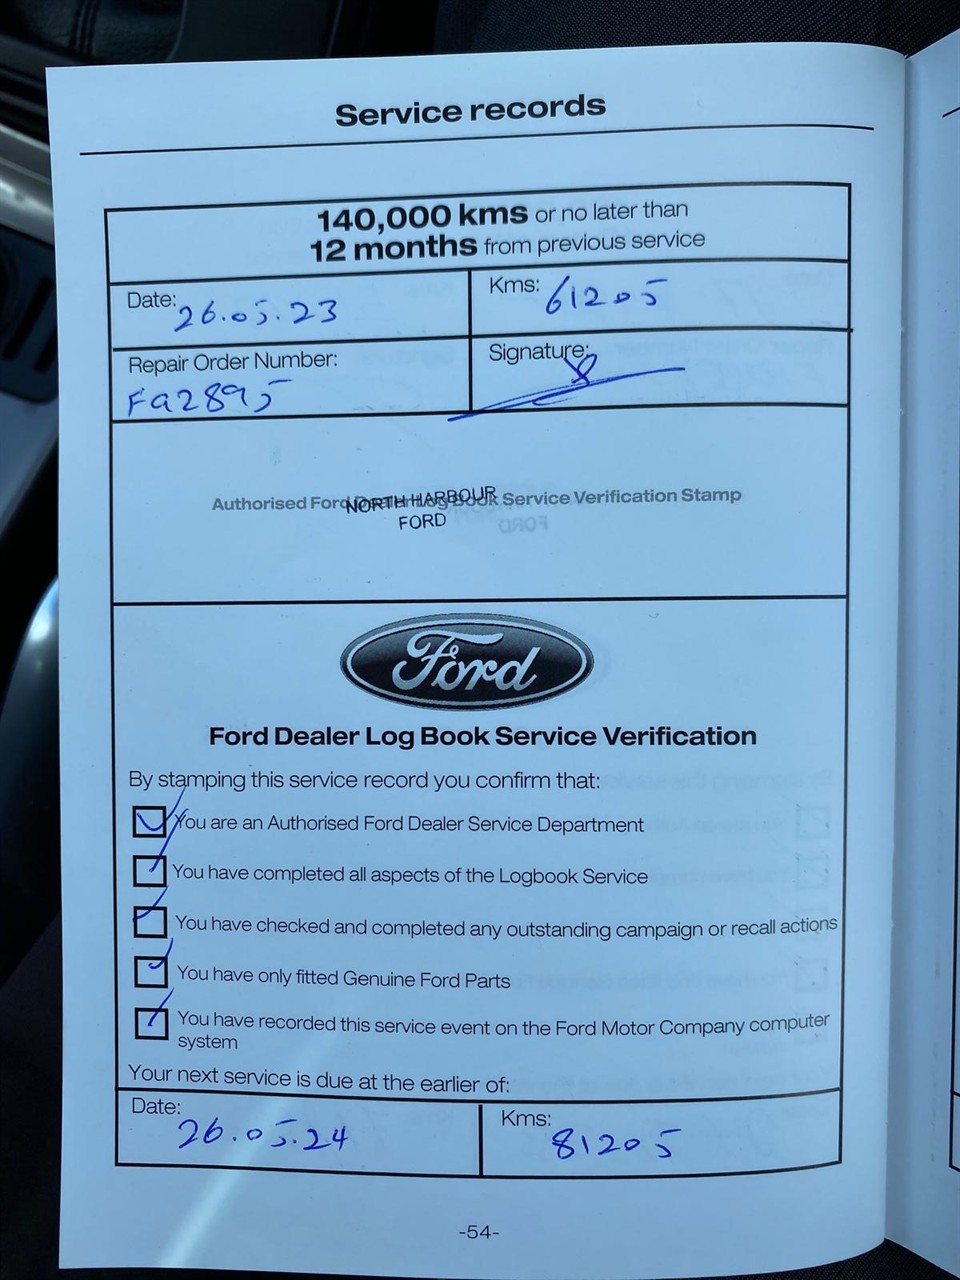 Service records
140,000 kms or no later than
12 months from previous service
Date: 26.05.23
Kms: 61205
Repair Order Number: FA2895
Signature:
Authorised Ford Service Verification Stamp
NORTH HARBOUR
FORD
Ford
Ford Dealer Log Book Service Verification
By stamping this service record you confirm that:
You are an Authorised Ford Dealer Service Department
You have completed all aspects of the Logbook Service
You have checked and completed any outstanding campaign or recall actions
You have only fitted Genuine Ford Parts
You have recorded this service event on the Ford Motor Company computer
system
Your next service is due at the earlier of:
Date: 26.05.24
Kms: 81205
-54-